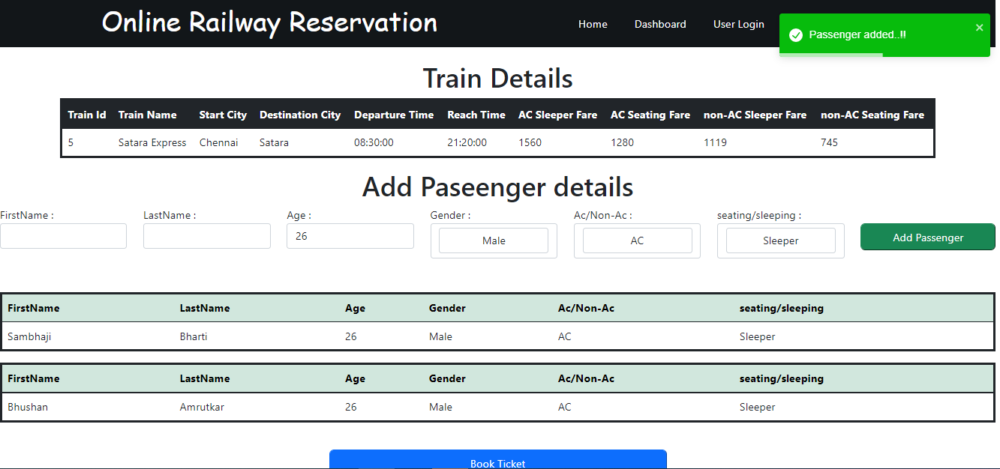 Online Railway Reservation
Home Dashboard User Login
Passenger added..!!
Train Details
Train Id Train Name Start City Destination City Departure Time Reach Time AC Sleeper Fare AC Seating Fare non-AC Sleeper Fare non-AC Seating Fare
5 Satara Express Chennai Satara 08:30:00 21:20:00 1560 1280 1119 745
Add Paseenger details
FirstName : LastName : Age : Gender : Ac/Non-Ac : seating/sleeping :
26 Male AC Sleeper Add Passenger
FirstName LastName Age Gender Ac/Non-Ac seating/sleeping
Sambhaji Bharti 26 Male AC Sleeper
FirstName LastName Age Gender Ac/Non-Ac seating/sleeping
Bhushan Amrutkar 26 Male AC Sleeper
Book Ticket